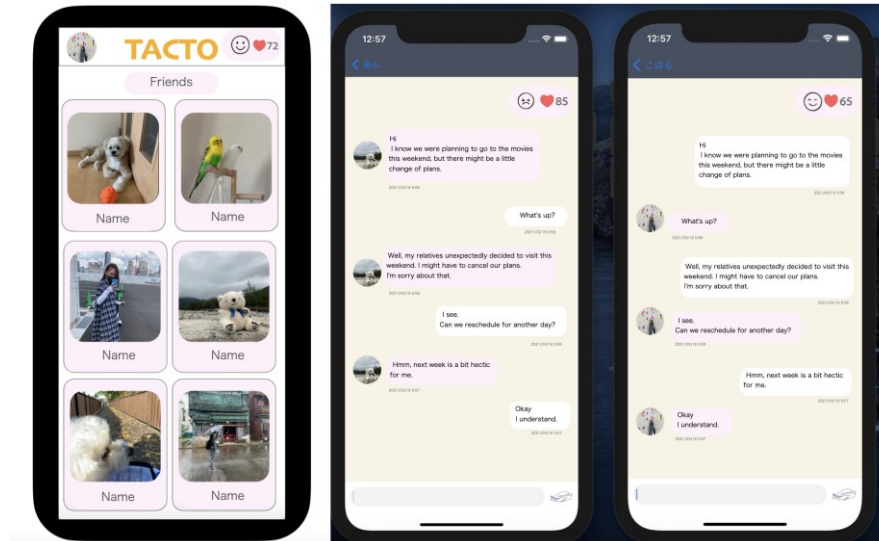 TACTO
72
Friends
Name
Name
Name
Name
Name
Name
12:57
あん
85
Hi
I know we were planning to go to the movies
this weekend, but there might be a little
change of plans.
What's up?
Well, my relatives unexpectedly decided to visit this
weekend. I might have to cancel our plans.
I'm sorry about that.
I see.
Can we reschedule for another day?
Hmm, next week is a bit hectic
for me.
Okay
I understand.
12:57
こはる
65
Hi
I know we were planning to go to the movies
this weekend, but there might be a little
change of plans.
What's up?
Well, my relatives unexpectedly decided to visit this
weekend. I might have to cancel our plans.
I'm sorry about that.
I see.
Can we reschedule for another day?
Hmm, next week is a bit hectic
for me.
Okay
I understand.